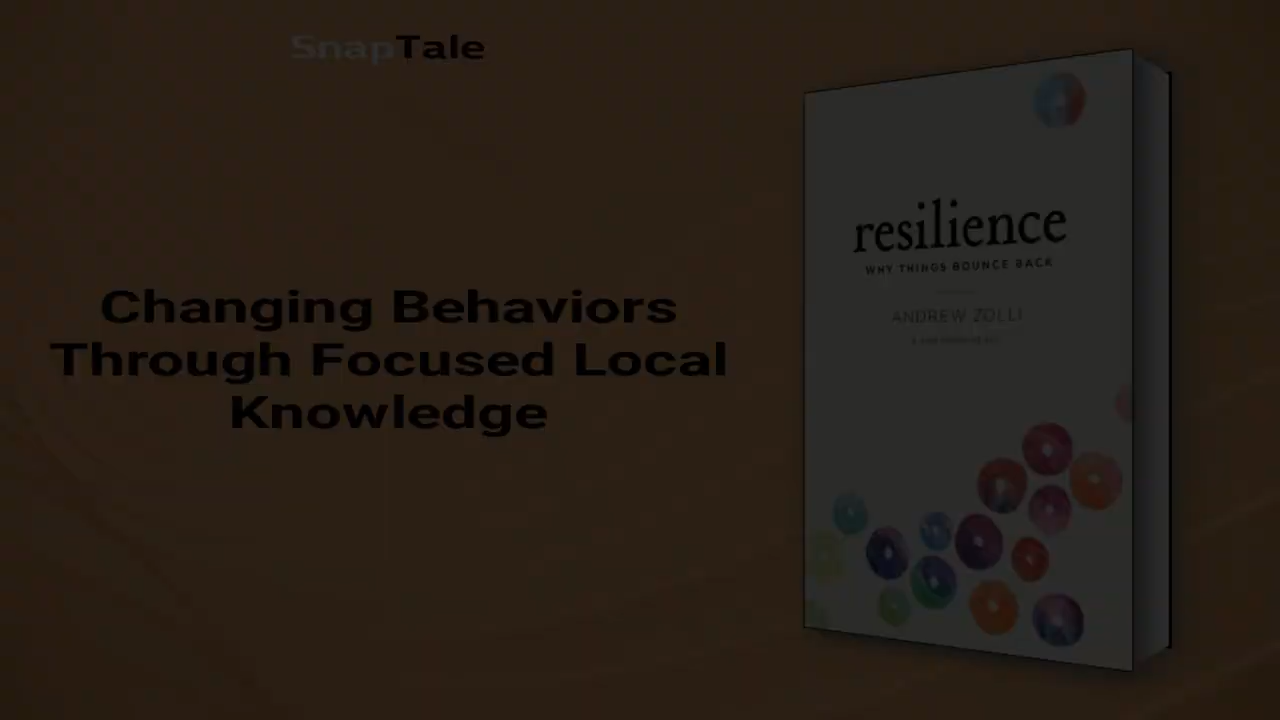 SnapTale
Changing Behaviors
Through Focused Local
Knowledge
resilience
WHY THINGS BOUNCE BACK
ANDREW ZOLLI